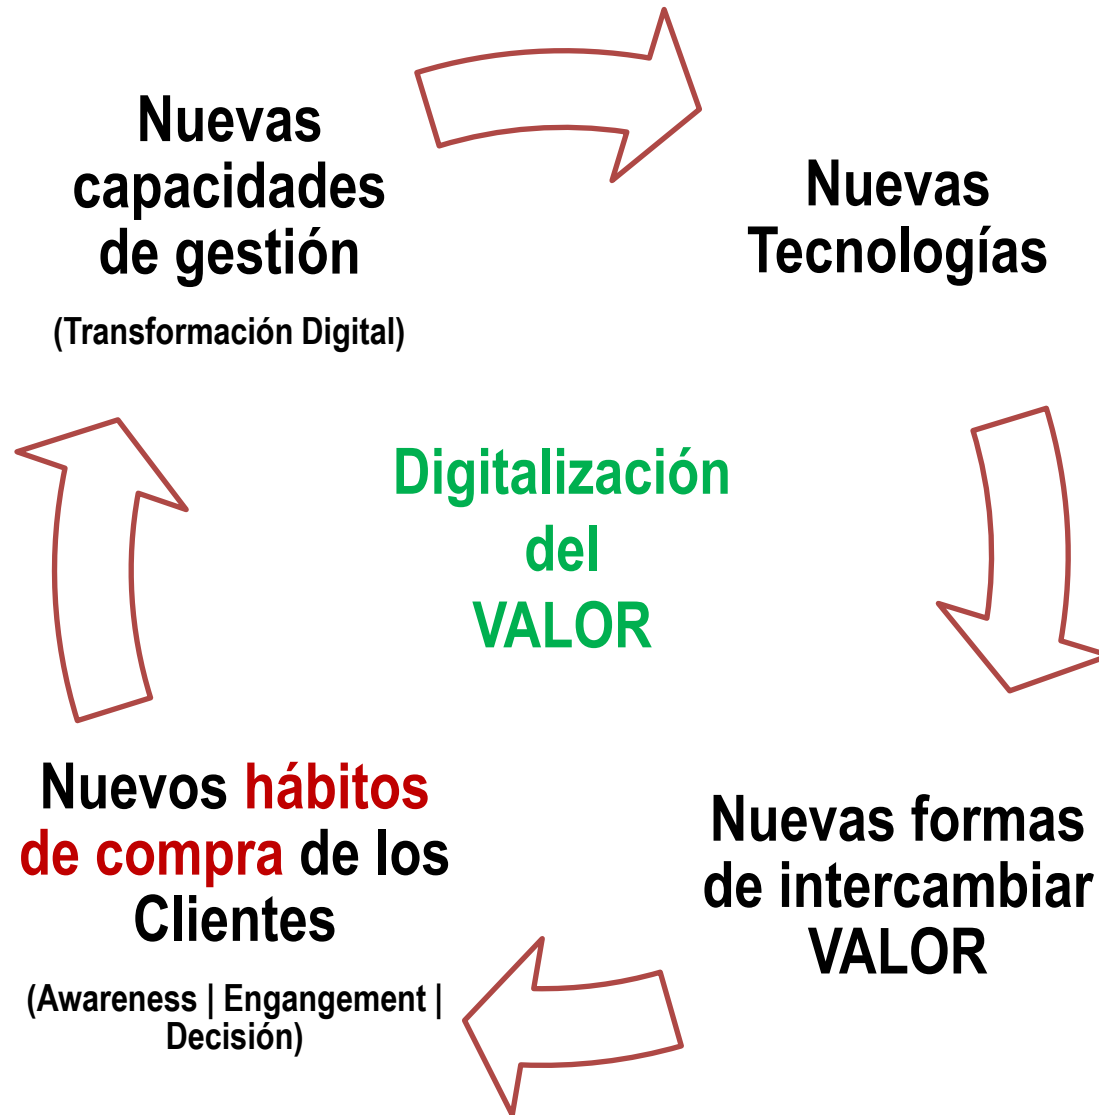 Nuevas
capacidades
de gestión
(Transformación Digital)
Nuevas
Tecnologías
Digitalización
del
VALOR
Nuevos hábitos
de compra de los
Clientes
(Awareness | Engangement |
Decisión)
Nuevas formas
de intercambiar
VALOR